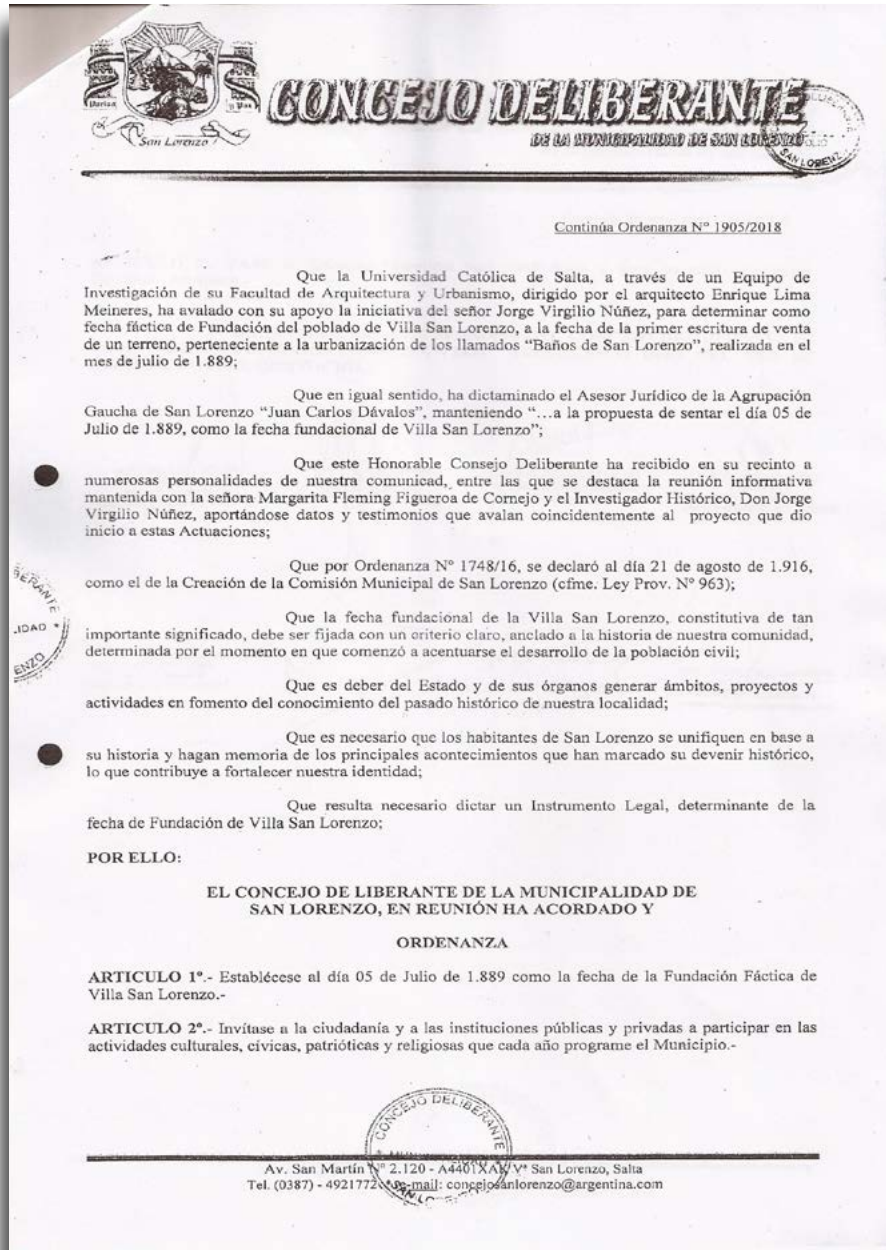 San Lorenzo
CONCEJO DELIBERANTE
DE LA MUNICIPALIDAD DE SAN LORENZO
SAN LORENZ
Continúa Ordenanza Nº 1905/2018
Que la Universidad Católica de Salta, a través de un Equipo de
Investigación de su Facultad de Arquitectura y Urbanismo, dirigido por el arquitecto Enrique Lima
Meineres, ha avalado con su apoyo la iniciativa del señor Jorge Virgilio Núñez, para determinar como
fecha fáctica de Fundación del poblado de Villa San Lorenzo, a la fecha de la primer escritura de venta
de un terreno, perteneciente a la urbanización de los llamados “Baños de San Lorenzo”, realizada en el
mes de julio de 1.889;
Que en igual sentido, ha dictaminado el Asesor Jurídico de la Agrupación
Gaucha de San Lorenzo “Juan Carlos Dávalos”, manteniendo “...a la propuesta de sentar el día 05 de
Julio de 1.889, como la fecha fundacional de Villa San Lorenzo”;
Que este Honorable Consejo Deliberante ha recibido en su recinto a
numerosas personalidades de nuestra comunicad, entre las que se destaca la reunión informativa
mantenida con la señora Margarita Fleming Figueroa de Cornejo y el Investigador Histórico, Don Jorge
Virgilio Núñez, aportándose datos y testimonios que avalan coincidentemente al proyecto que dio
inicio a estas Actuaciones;
Que por Ordenanza Nº 1748/16, se declaró al día 21 de agosto de 1.916,
como el de la Creación de la Comisión Municipal de San Lorenzo (cfme. Ley Prov. Nº 963);
Que la fecha fundacional de la Villa San Lorenzo, constitutiva de tan
importante significado, debe ser fijada con un criterio claro, anclado a la historia de nuestra comunidad,
determinada por el momento en que comenzó a acentuarse el desarrollo de la población civil;
Que es deber del Estado y de sus órganos generar ámbitos, proyectos y
actividades en fomento del conocimiento del pasado histórico de nuestra localidad;
Que es necesario que los habitantes de San Lorenzo se unifiquen en base a
su historia y hagan memoria de los principales acontecimientos que han marcado su devenir histórico,
lo que contribuye a fortalecer nuestra identidad;
Que resulta necesario dictar un Instrumento Legal, determinante de la
fecha de Fundación de Villa San Lorenzo;
POR ELLO:
EL CONCEJO DE LIBERANTE DE LA MUNICIPALIDAD DE
SAN LORENZO, EN REUNIÓN HA ACORDADO Y
ORDENANZA
ARTICULO 1º.- Establécese al día 05 de Julio de 1.889 como la fecha de la Fundación Fáctica de
Villa San Lorenzo.-
ARTICULO 2º.- Invítase a la ciudadanía y a las instituciones públicas y privadas a participar en las
actividades culturales, cívicas, patrióticas y religiosas que cada año programe el Municipio.-
CONCEJO DELIBERANTE
Av. San Martín Nº 2.120 - A4401XAK Vª San Lorenzo, Salta
Tel. (0387) - 4921772 e-mail: concejosanlorenzo@argentina.com